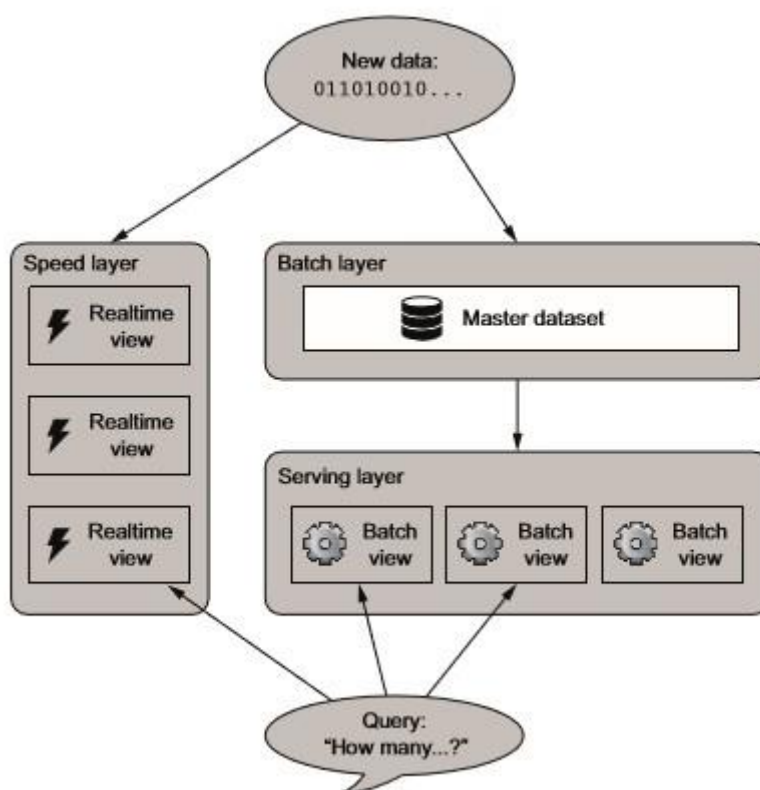 New data:
011010010...
Speed layer
Realtime
view
Realtime
view
Realtime
view
Batch layer
Master dataset
Serving layer
Batch
view
Batch
view
Batch
view
Query:
“How many...?”